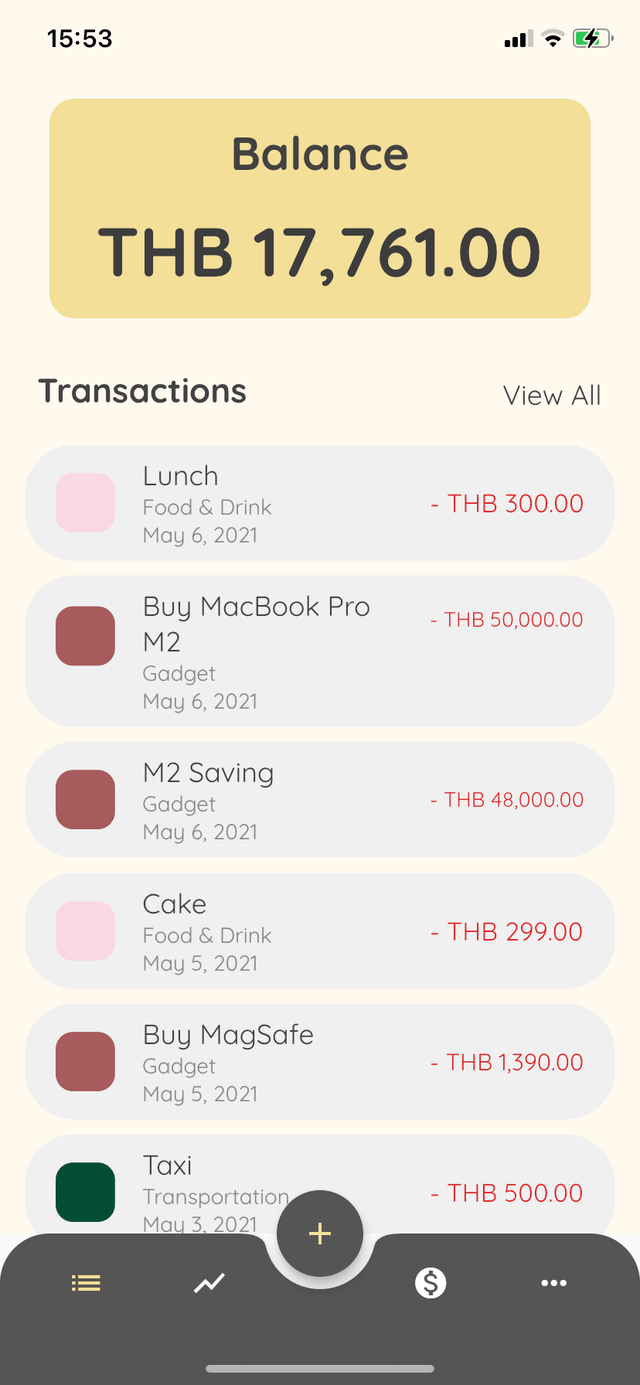 15:53
Balance
THB 17,761.00
Transactions
View All
Lunch
Food & Drink
May 6, 2021
- THB 300.00
Buy MacBook Pro
M2
Gadget
May 6, 2021
- THB 50,000.00
M2 Saving
Gadget
May 6, 2021
- THB 48,000.00
Cake
Food & Drink
May 5, 2021
- THB 299.00
Buy MagSafe
Gadget
May 5, 2021
- THB 1,390.00
Taxi
Transportation
May 3, 2021
- THB 500.00
+
$